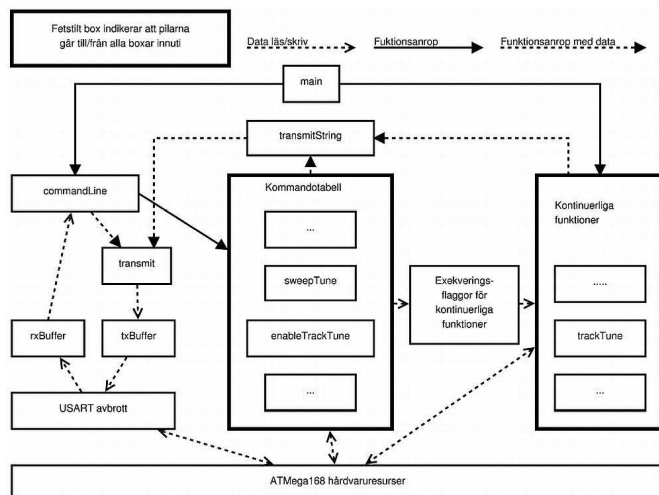 Fetstilt box indikerar att pilarna
går till/från alla boxar innuti
Data läs/skriv
Fuktionsanrop
Funktionsanrop med data
main
transmitString
commandLine
Kommandotabell
Kontinuerliga
funktioner
...
transmit
sweepTune
Exekverings-
flaggor för
kontinuerliga
funktioner
.....
rxBuffer
txBuffer
enableTrackTune
trackTune
USART avbrott
...
...
ATMega168 hårdvaruresurser